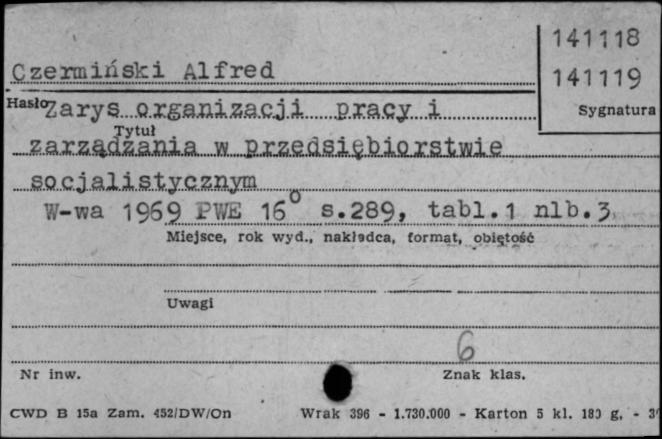 141118
Czermiński Alfred
141119
Hasło Zarys organizacji pracy i
Sygnatura
Tytuł
zarządzania w przedsiębiorstwie
socjalistycznym
W-wa 1969 PWE 16° s.289, tabl.1 nlb.3
Miejsce, rok wyd., nakładca, format, objętość
Uwagi
6
Nr inw.
Znak klas.
CWD B 15a Zam. 452/DW/On Wrak 396 - 1.730.000 - Karton 5 kl. 180 g, -